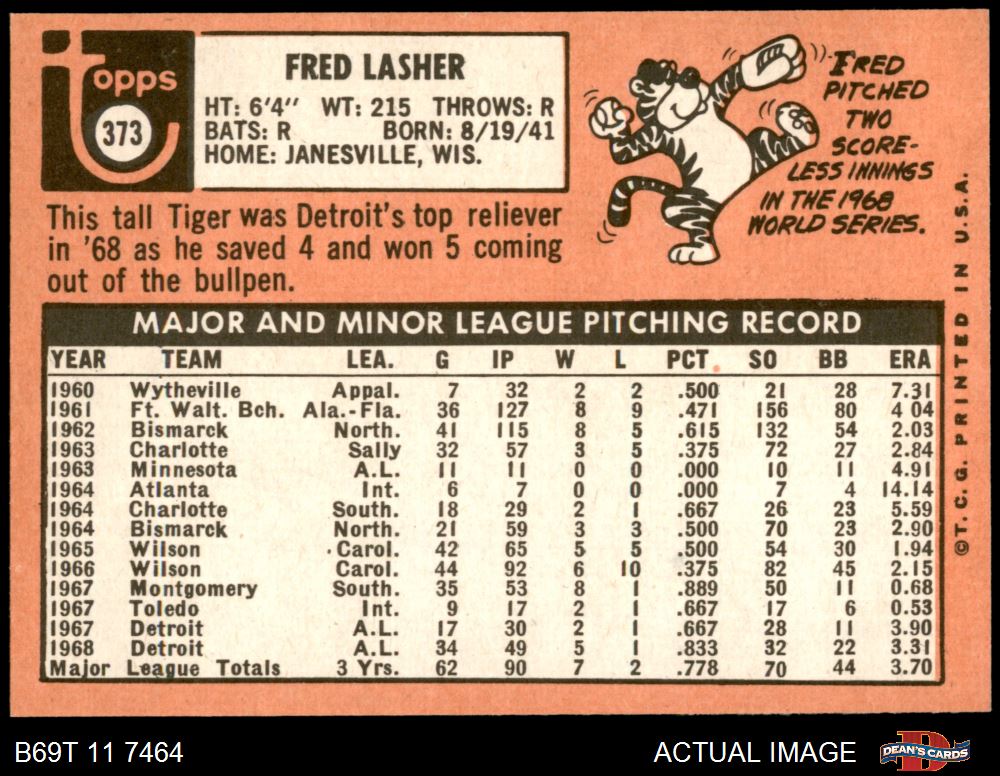 Topps
373
FRED LASHER
HT: 6'4" WT: 215 THROWS: R
BATS: R BORN: 8/19/41
HOME: JANESVILLE, WIS.
This tall Tiger was Detroit's top reliever
in '68 as he saved 4 and won 5 coming
out of the bullpen.
FRED
PITCHED
TWO
SCORE-
LESS INNINGS
IN THE 1968
WORLD SERIES.
MAJOR AND MINOR LEAGUE PITCHING RECORD
YEAR TEAM LEA. G IP W L PCT. SO BB ERA
1960 Wytheville Appal. 7 32 2 2 .500 21 28 7.31
1961 Ft. Walt. Bch. Ala.-Fla. 36 127 8 9 .471 156 80 4 04
1962 Bismarck North. 41 115 8 5 .615 132 54 2.03
1963 Charlotte Sally 32 57 3 5 .375 72 27 2.84
1963 Minnesota A.L. 11 11 0 0 .000 10 11 4.91
1964 Atlanta Int. 6 7 0 0 .000 7 4 14.14
1964 Charlotte South. 18 29 2 1 .667 26 23 5.59
1964 Bismarck North. 21 59 3 3 .500 70 23 2.90
1965 Wilson Carol. 42 65 5 5 .500 54 30 1.94
1966 Wilson Carol. 44 92 6 10 .375 82 45 2.15
1967 Montgomery South. 35 53 8 1 .889 50 11 0.68
1967 Toledo Int. 9 17 2 1 .667 17 6 0.53
1967 Detroit A.L. 17 30 2 1 .667 28 11 3.90
1968 Detroit A.L. 34 49 5 1 .833 32 22 3.31
Major League Totals 3 Yrs. 62 90 7 2 .778 70 44 3.70
©T. C. G. PRINTED IN U.S.A.
B69T 11 7464
ACTUAL IMAGE
DEAN'S CARDS